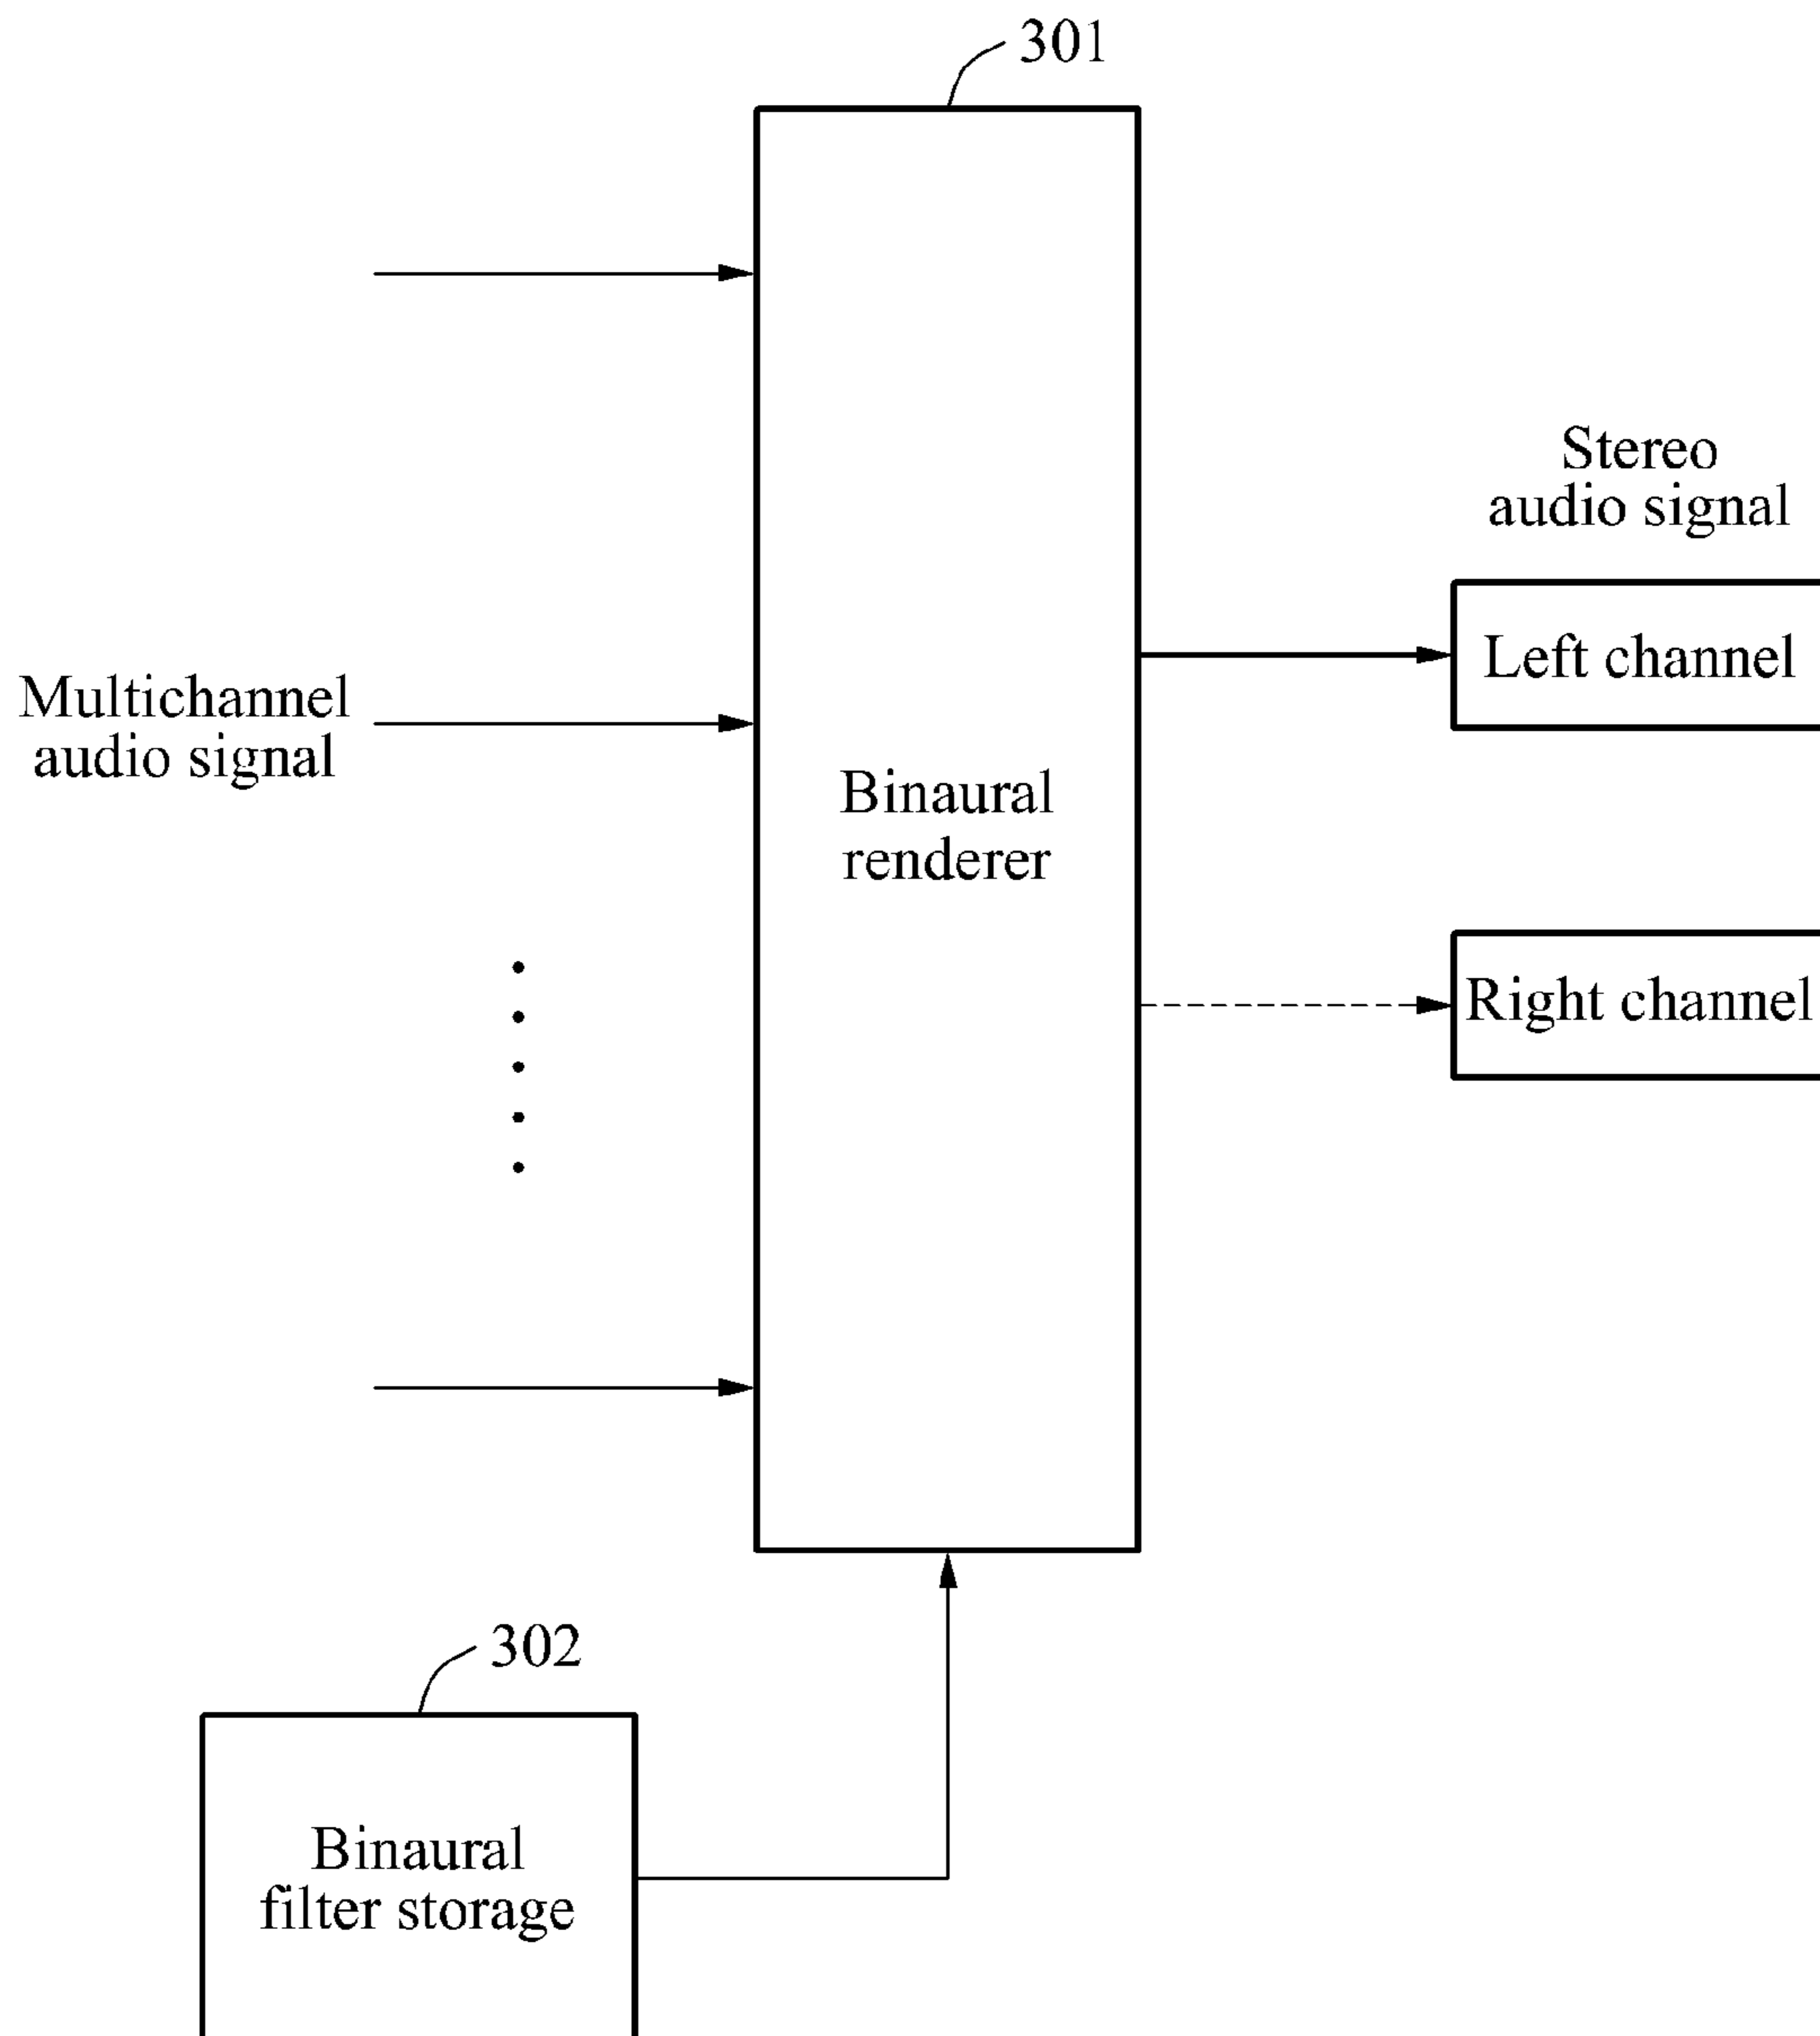 301
Stereo
audio signal
Left channel
Multichannel
audio signal
Binaural
renderer
Right channel
302
Binaural
filter storage